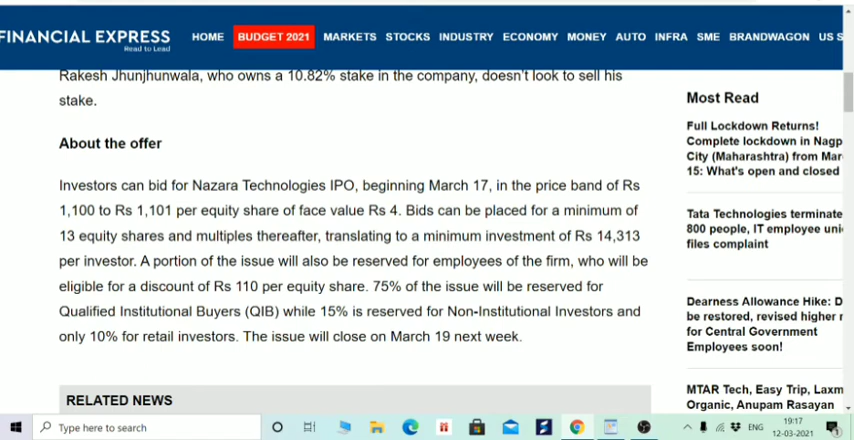 FINANCIAL EXPRESS
Read to Lead
HOME BUDGET 2021 MARKETS STOCKS INDUSTRY ECONOMY MONEY AUTO INFRA SME BRANDWAGON US S
Rakesh Jhunjhunwala, who owns a 10.82% stake in the company, doesn't look to sell his
stake.
About the offer
Investors can bid for Nazara Technologies IPO, beginning March 17, in the price band of Rs
1,100 to Rs 1,101 per equity share of face value Rs 4. Bids can be placed for a minimum of
13 equity shares and multiples thereafter, translating to a minimum investment of Rs 14,313
per investor. A portion of the issue will also be reserved for employees of the firm, who will be
eligible for a discount of Rs 110 per equity share. 75% of the issue will be reserved for
Qualified Institutional Buyers (QIB) while 15% is reserved for Non-Institutional Investors and
only 10% for retail investors. The issue will close on March 19 next week.
RELATED NEWS
Most Read
Full Lockdown Returns!
Complete lockdown in Nagp
City (Maharashtra) from Mar
15: What's open and closed
Tata Technologies terminate
800 people, IT employee uni
files complaint
Dearness Allowance Hike: D
be restored, revised higher r
for Central Government
Employees soon!
MTAR Tech, Easy Trip, Laxm
Organic, Anupam Rasayan
Type here to search
ENG
19:17
12-03-2021